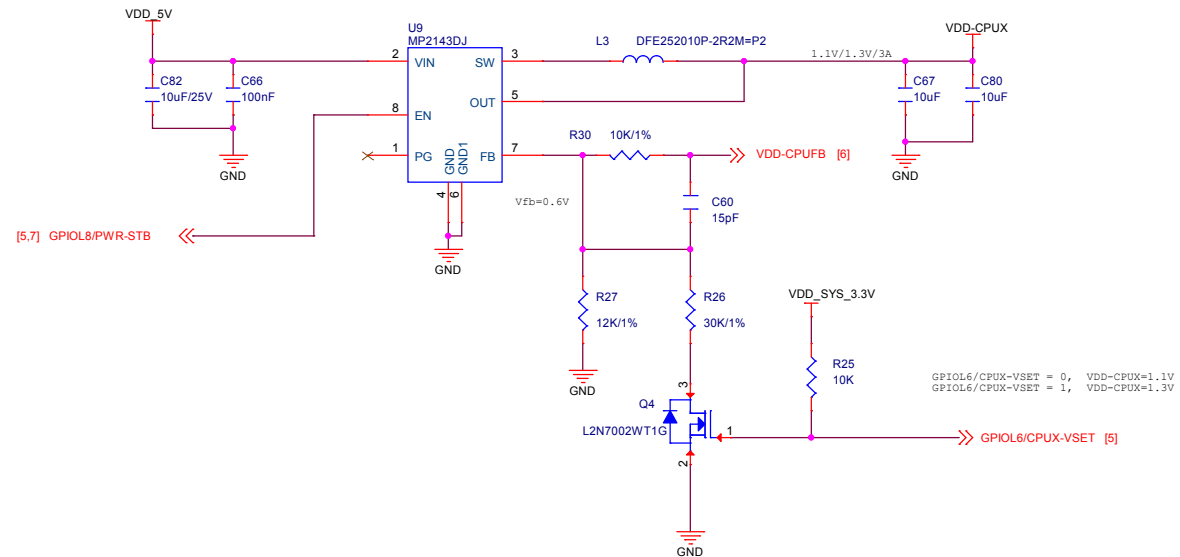 VDD_5V
U9
MP2143DJ
L3 DFE252010P-2R2M=P2
VDD-CPUX
1.1V/1.3V/3A
2 VIN SW 3
C82
10uF/25V
C66
100nF
C67
10uF
C80
10uF
OUT 5
8 EN
R30 10K/1%
1 PG GND GND1 FB 7
VDD-CPUFB [6]
GND
GND
4 6
Vfb=0.6V
C60
15pF
[5,7] GPIOL8/PWR-STB
GND
R27
12K/1%
R26
30K/1%
VDD_SYS_3.3V
R25
10K
GND
GPIOL6/CPUX-VSET = 0, VDD-CPUX=1.1V
GPIOL6/CPUX-VSET = 1, VDD-CPUX=1.3V
3
Q4
L2N7002WT1G
1
GPIOL6/CPUX-VSET [5]
2
GND